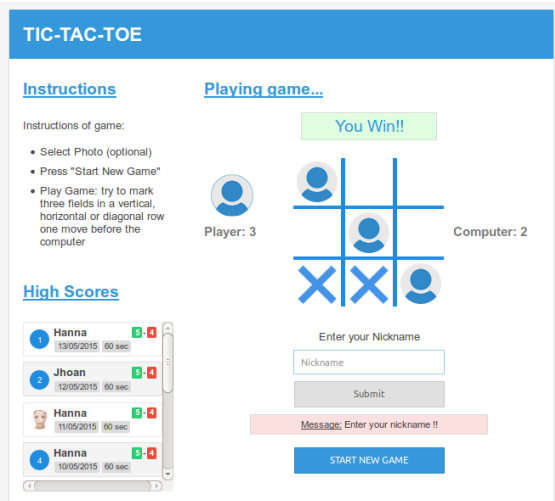 TIC-TAC-TOE
Instructions
Instructions of game:
Select Photo (optional)
Press "Start New Game"
Play Game: try to mark
three fields in a vertical,
horizontal or diagonal row
one move before the
computer
High Scores
1 Hanna 5 - 4
13/05/2015 60 sec
2 Jhoan 5 - 4
12/05/2015 60 sec
Hanna 5 - 4
11/05/2015 60 sec
4 Hanna 5 - 4
10/05/2015 60 sec
Playing game...
You Win!!
Player: 3
Computer: 2
Enter your Nickname
Nickname
Submit
Message: Enter your nickname !!
START NEW GAME